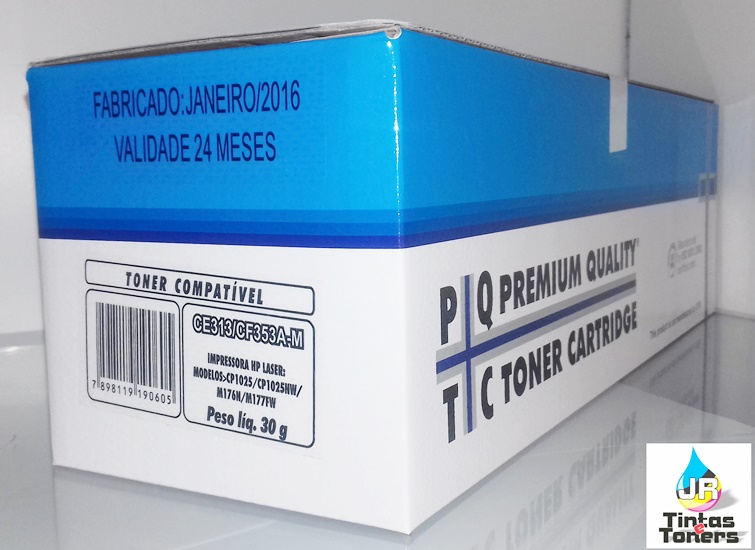 FABRICADO:JANEIRO/2016
VALIDADE 24 MESES
TONER COMPATÍVEL
CE313/CF353A-M
IMPRESSORA HP LASER:
MODELOS>CP1025/CP1025NW/
M176N/M177FW
Peso líq. 30 g
7 898119 190605
P Q PREMIUM QUALITY
T C TONER CARTRIDGE
JR
Tintas
e
Toners